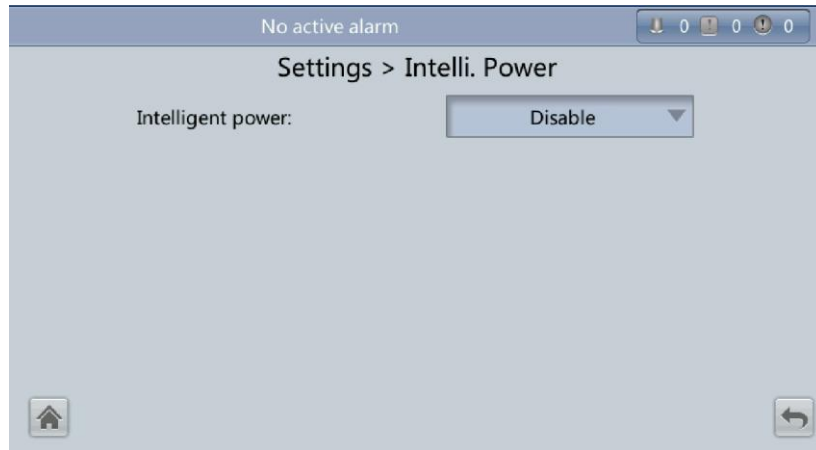 No active alarm
0 0 0
Settings > Intelli. Power
Intelligent power: Disable